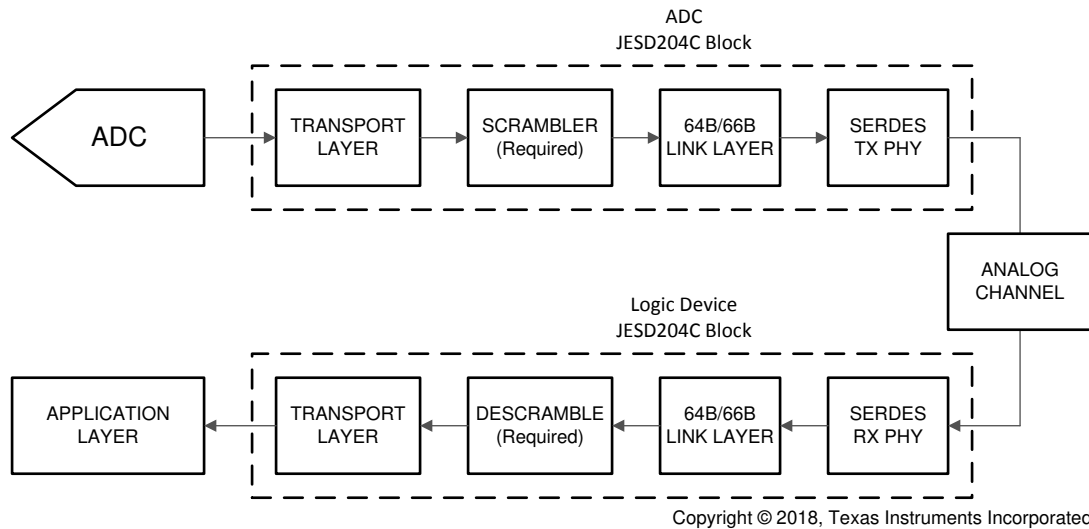 ADC
JESD204C Block
ADC
TRANSPORT
LAYER
SCRAMBLER
(Required)
64B/66B
LINK LAYER
SERDES
TX PHY
ANALOG
CHANNEL
Logic Device
JESD204C Block
APPLICATION
LAYER
TRANSPORT
LAYER
DESCRAMBLE
(Required)
64B/66B
LINK LAYER
SERDES
RX PHY
Copyright © 2018, Texas Instruments Incorporated